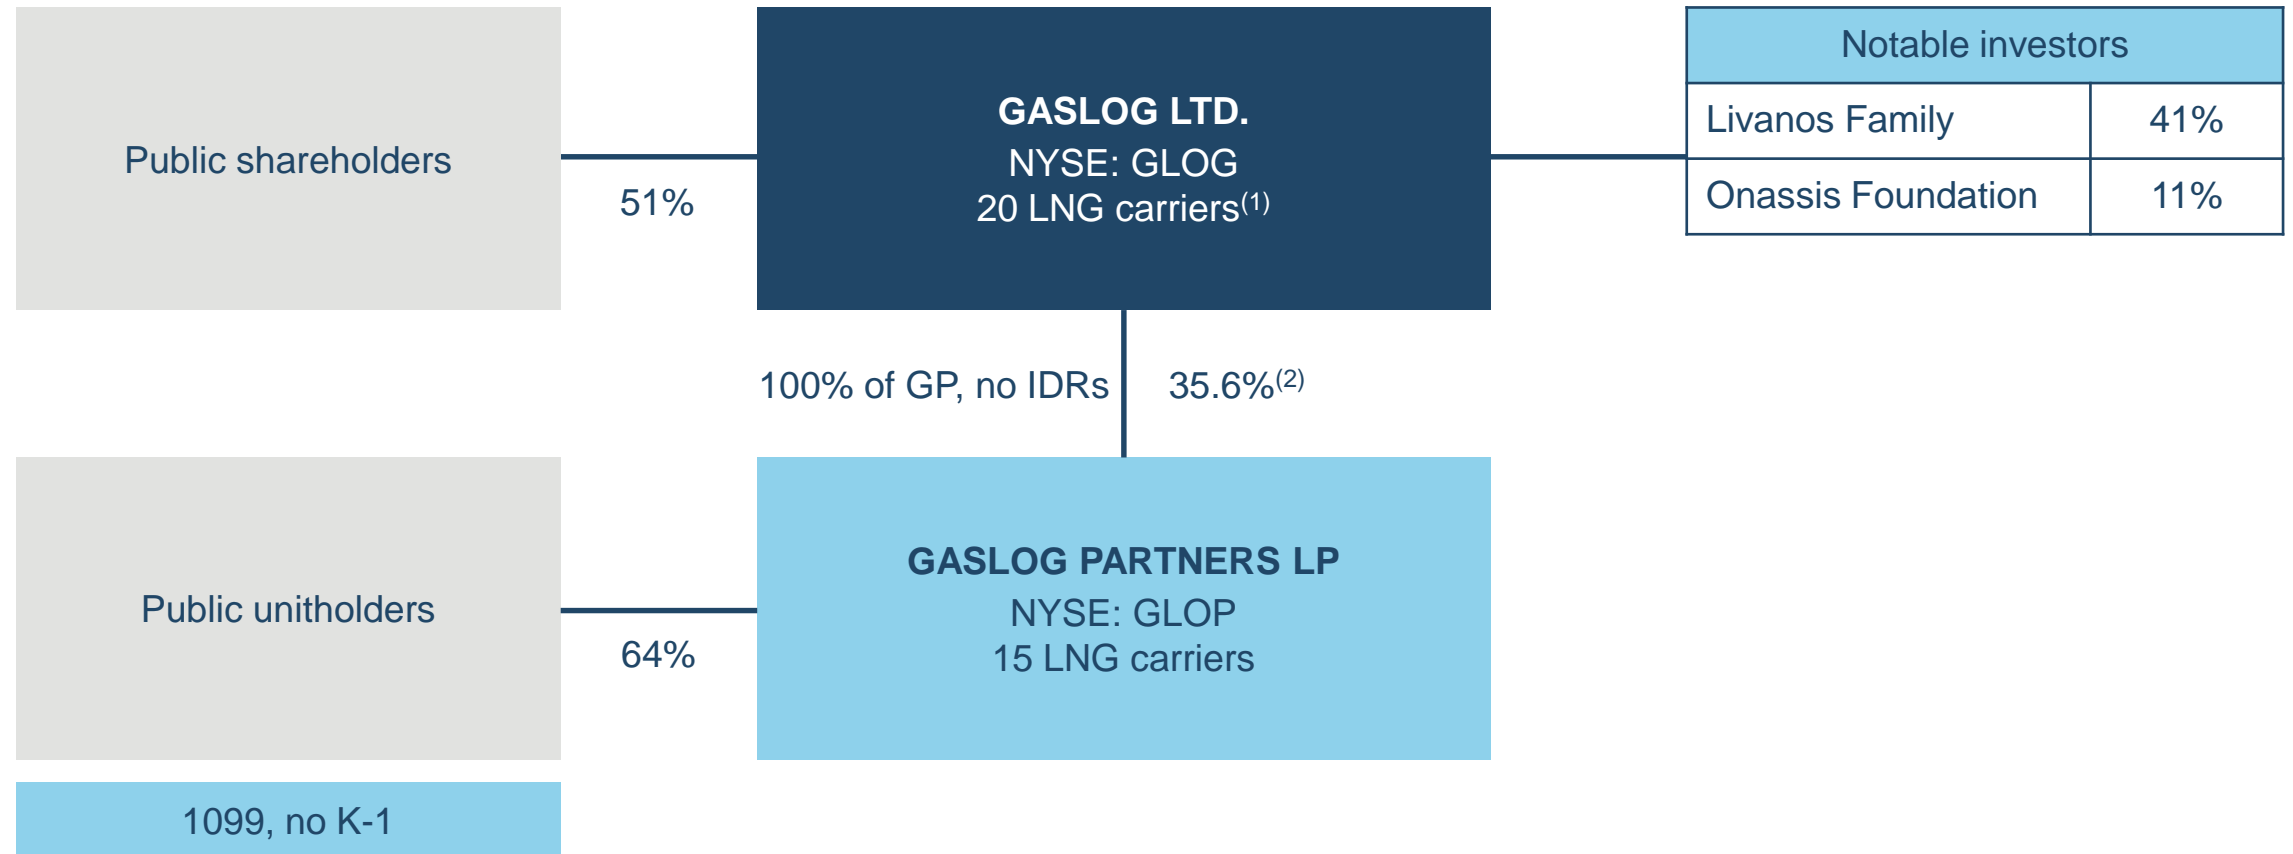 Public shareholders
51%
GASLOG LTD.
NYSE: GLOG
20 LNG carriers(1)
Notable investors
Livanos Family 41%
Onassis Foundation 11%
100% of GP, no IDRs 35.6%(2)
Public unitholders
64%
GASLOG PARTNERS LP
NYSE: GLOP
15 LNG carriers
1099, no K-1